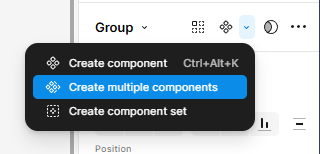 Group
Create component Ctrl+Alt+K
Create multiple components
Create component set
Position